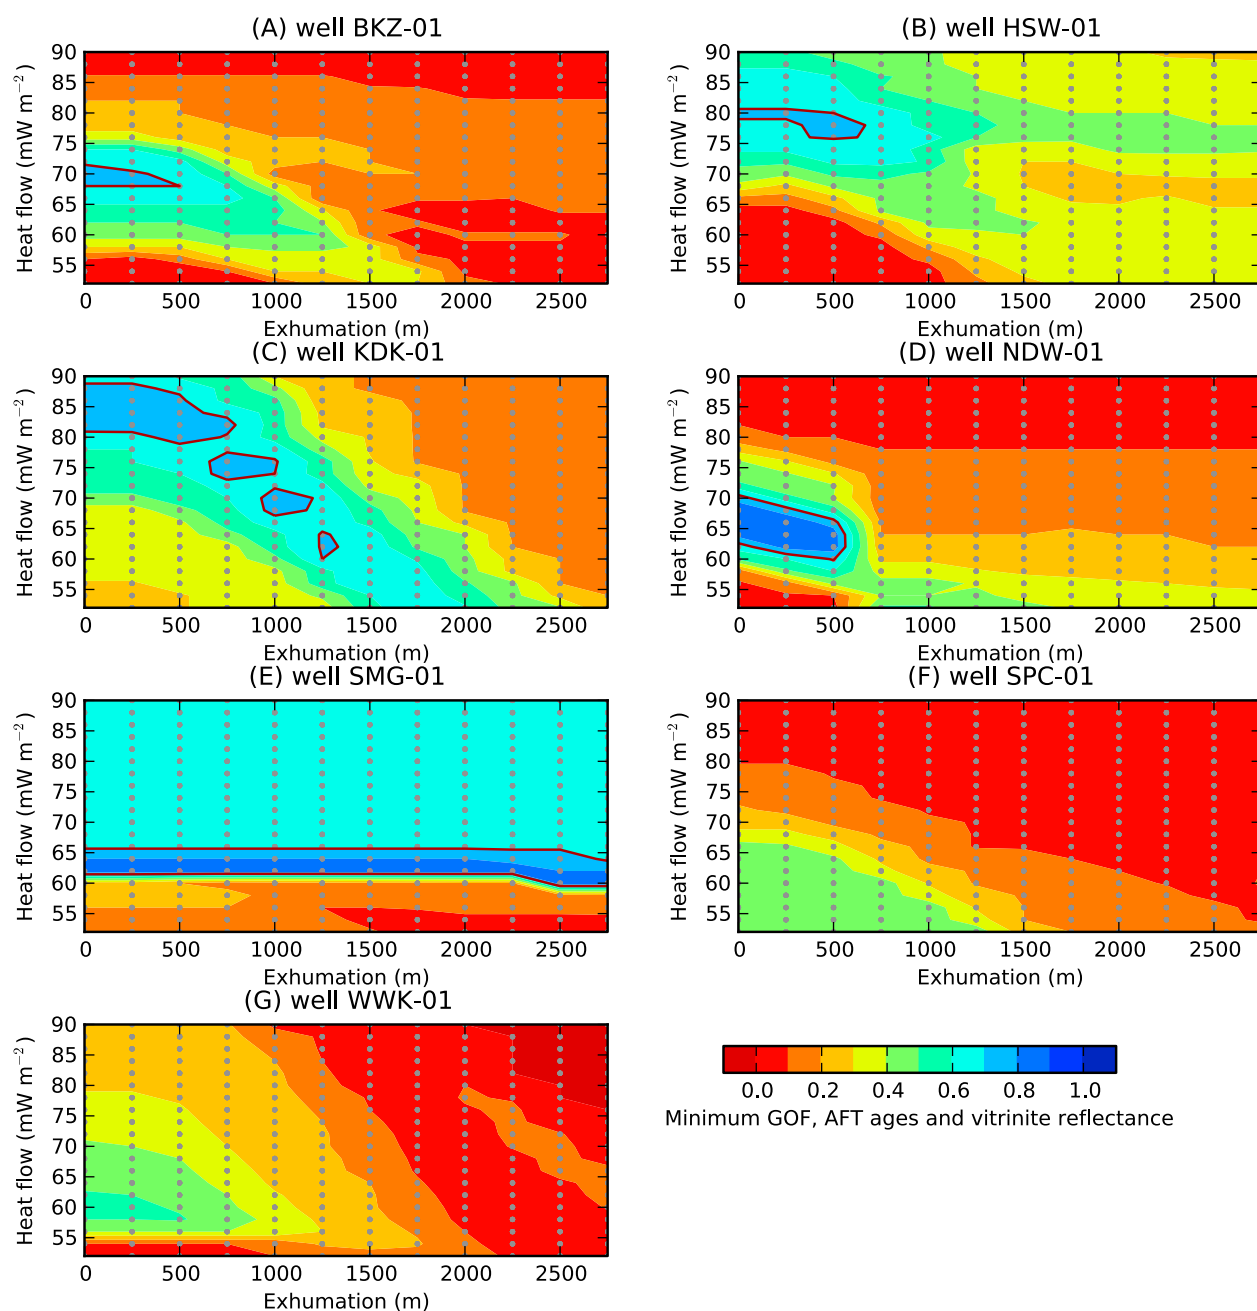 (A) well BKZ-01
90
85
80
75
70
65
60
55
Heat flow (mW m⁻²)
0 500 1000 1500 2000 2500
Exhumation (m)
(B) well HSW-01
90
85
80
75
70
65
60
55
Heat flow (mW m⁻²)
0 500 1000 1500 2000 2500
Exhumation (m)
(C) well KDK-01
90
85
80
75
70
65
60
55
Heat flow (mW m⁻²)
0 500 1000 1500 2000 2500
Exhumation (m)
(D) well NDW-01
90
85
80
75
70
65
60
55
Heat flow (mW m⁻²)
0 500 1000 1500 2000 2500
Exhumation (m)
(E) well SMG-01
90
85
80
75
70
65
60
55
Heat flow (mW m⁻²)
0 500 1000 1500 2000 2500
Exhumation (m)
(F) well SPC-01
90
85
80
75
70
65
60
55
Heat flow (mW m⁻²)
0 500 1000 1500 2000 2500
Exhumation (m)
(G) well WWK-01
90
85
80
75
70
65
60
55
Heat flow (mW m⁻²)
0 500 1000 1500 2000 2500
Exhumation (m)
0.0 0.2 0.4 0.6 0.8 1.0
Minimum GOF, AFT ages and vitrinite reflectance